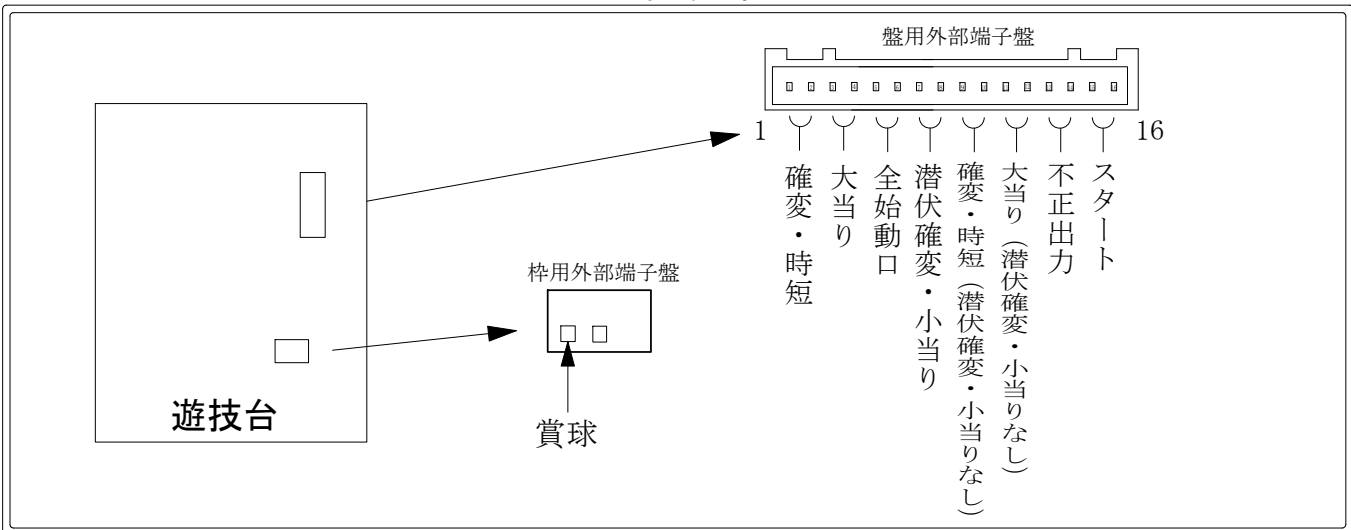 盤用外部端子盤
1
16
確変・時短
大当り
全始動口
潜伏確変・小当り
確変・時短（潜伏確変・小当りなし）
大当り（潜伏確変・小当りなし）
不正出力
スタート
枠用外部端子盤
賞球
遊技台